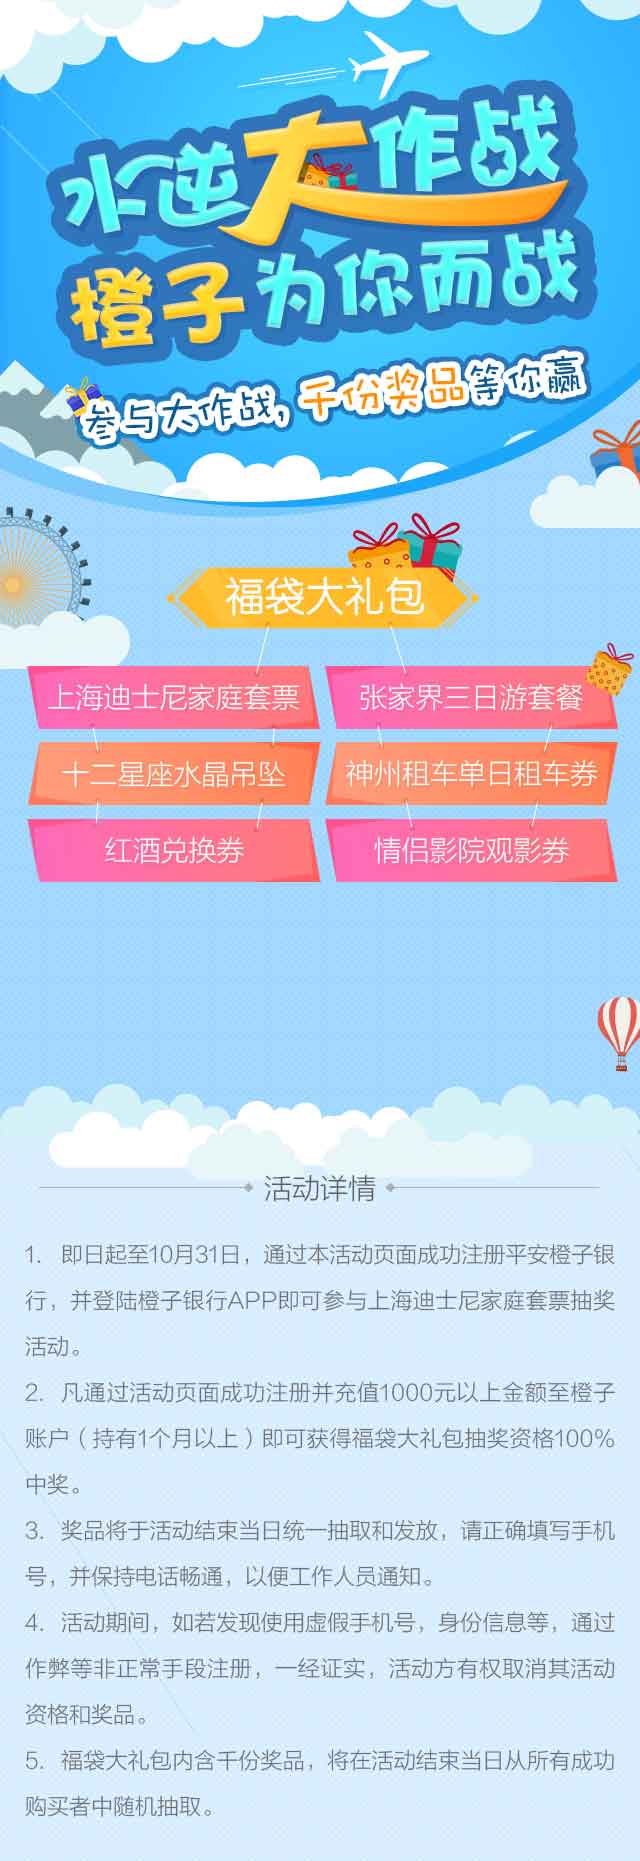 水逆大作战
橙子为你而战
参与大作战,千份奖品等你赢
福袋大礼包
上海迪士尼家庭套票
张家界三日游套餐
十二星座水晶吊坠
神州租车单日租车券
红酒兑换券
情侣影院观影券
活动详情
1. 即日起至10月31日，通过本活动页面成功注册平安橙子银
行，并登陆橙子银行APP即可参与上海迪士尼家庭套票抽奖
活动。
2. 凡通过活动页面成功注册并充值1000元以上金额至橙子
账户（持有1个月以上）即可获得福袋大礼包抽奖资格100%
中奖。
3. 奖品将于活动结束当日统一抽取和发放，请正确填写手机
号，并保持电话畅通，以便工作人员通知。
4. 活动期间，如若发现使用虚假手机号，身份信息等，通过
作弊等非正常手段注册，一经证实，活动方有权取消其活动
资格和奖品。
5. 福袋大礼包内含千份奖品，将在活动结束当日从所有成功
购买者中随机抽取。